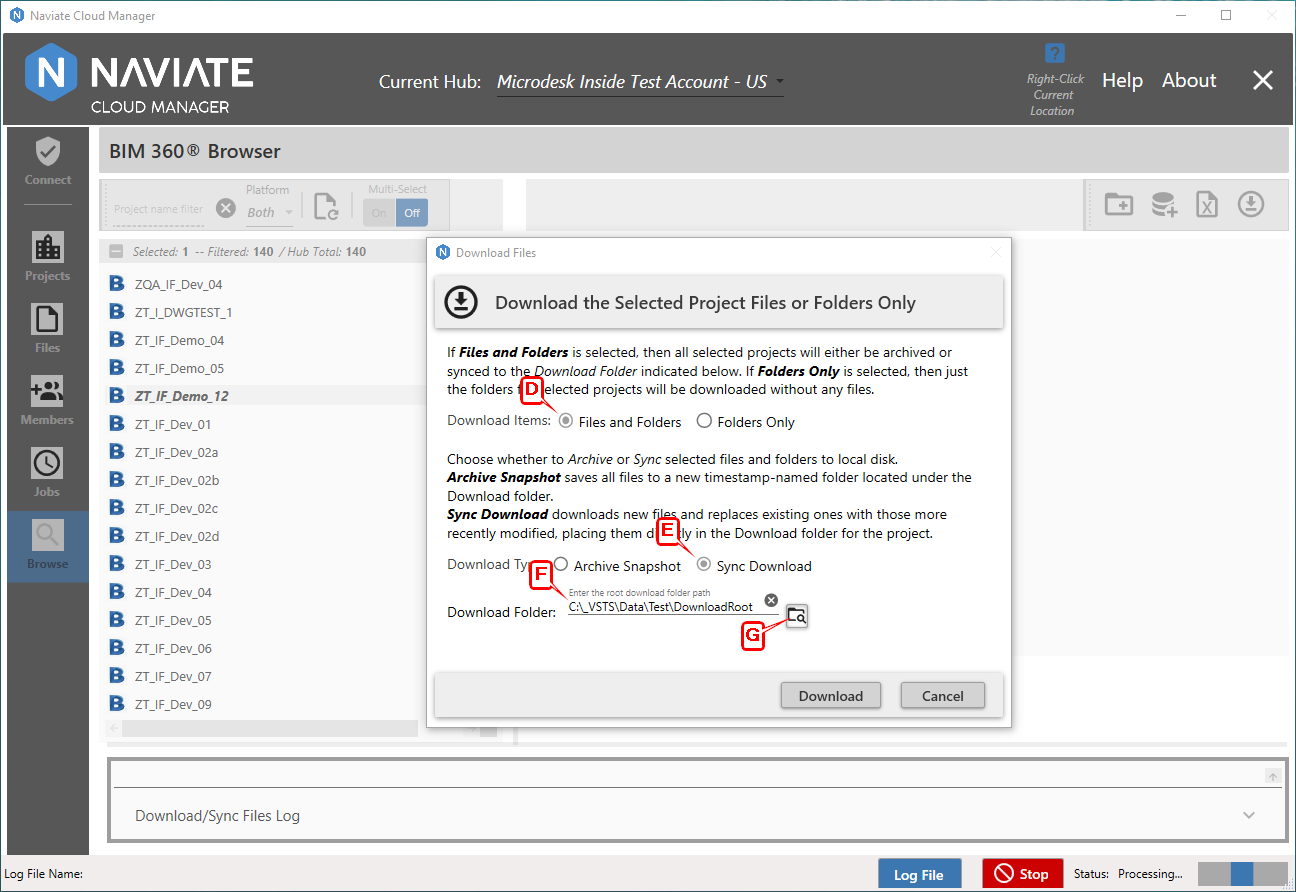 Naviate Cloud Manager
NAVIATE
CLOUD MANAGER
Current Hub: Microdesk Inside Test Account - US
?
Right-Click
Current
Location
Help About
Connect
Projects
Files
Members
Jobs
Browse
BIM 360® Browser
Project name filter
Platform
Both
Multi-Select
On Off
Selected: 1 -- Filtered: 140 / Hub Total: 140
B ZQA_IF_Dev_04
B ZT_I_DWGTEST_1
B ZT_IF_Demo_04
B ZT_IF_Demo_05
B ZT_IF_Demo_12
B ZT_IF_Dev_01
B ZT_IF_Dev_02a
B ZT_IF_Dev_02b
B ZT_IF_Dev_02c
B ZT_IF_Dev_02d
B ZT_IF_Dev_03
B ZT_IF_Dev_04
B ZT_IF_Dev_05
B ZT_IF_Dev_06
B ZT_IF_Dev_07
B ZT_IF_Dev_09
Download Files
Download the Selected Project Files or Folders Only
If Files and Folders is selected, then all selected projects will either be archived or
synced to the Download Folder indicated below. If Folders Only is selected, then just
the folders elected projects will be downloaded without any files.
D
Download Items: Files and Folders Folders Only
Choose whether to Archive or Sync selected files and folders to local disk.
Archive Snapshot saves all files to a new timestamp-named folder located under the
Download folder.
Sync Download downloads new files and replaces existing ones with those more
recently modified, placing them d ly in the Download folder for the project.
E
Download Ty Archive Snapshot Sync Download
F
Enter the root download folder path
Download Folder: C:\_VSTS\Data\Test\DownloadRoot
G
Download Cancel
Download/Sync Files Log
Log File Name:
Log File Stop Status: Processing...